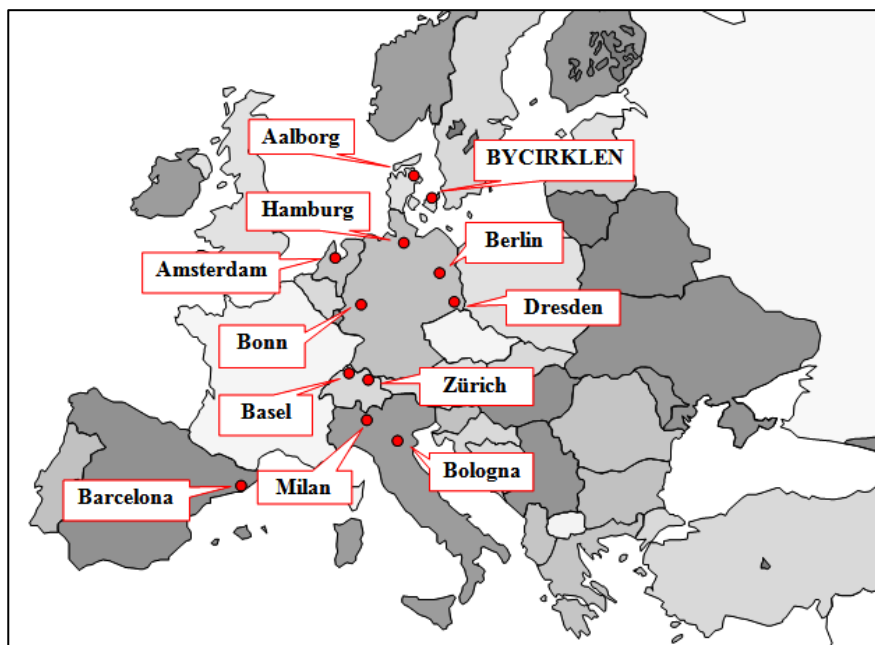 Aalborg
BYCIRKLEN
Hamburg
Berlin
Amsterdam
Dresden
Bonn
Zürich
Basel
Bologna
Milan
Barcelona